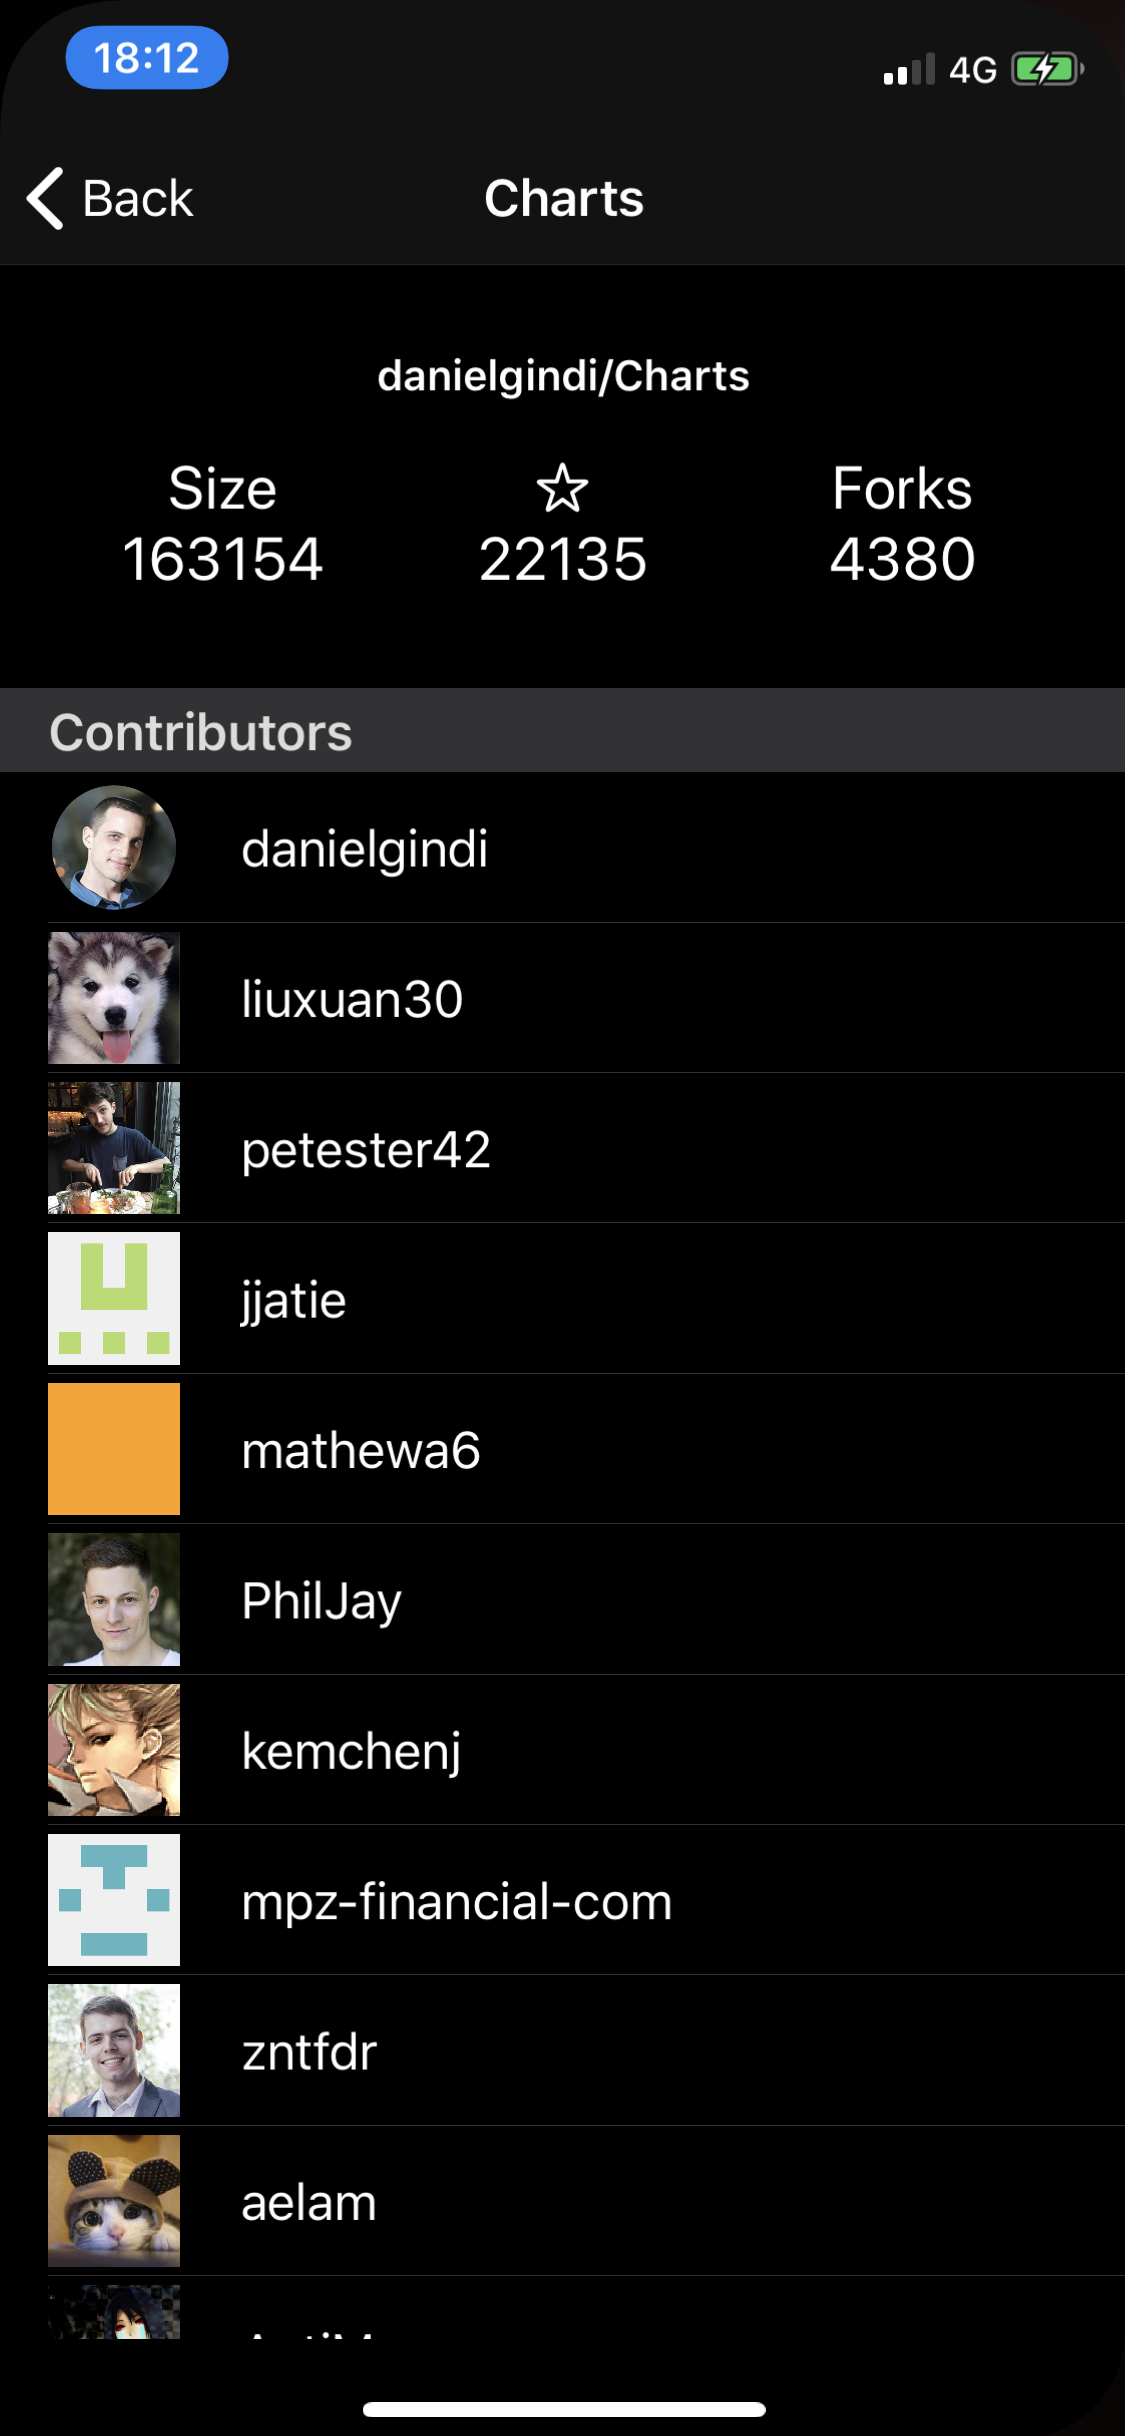 18:12
4G
Back
Charts
danielgindi/Charts
Size
☆
Forks
163154
22135
4380
Contributors
danielgindi
liuxuan30
petester42
jjatie
mathewa6
PhilJay
kemchenj
mpz-financial-com
zntfdr
aelam